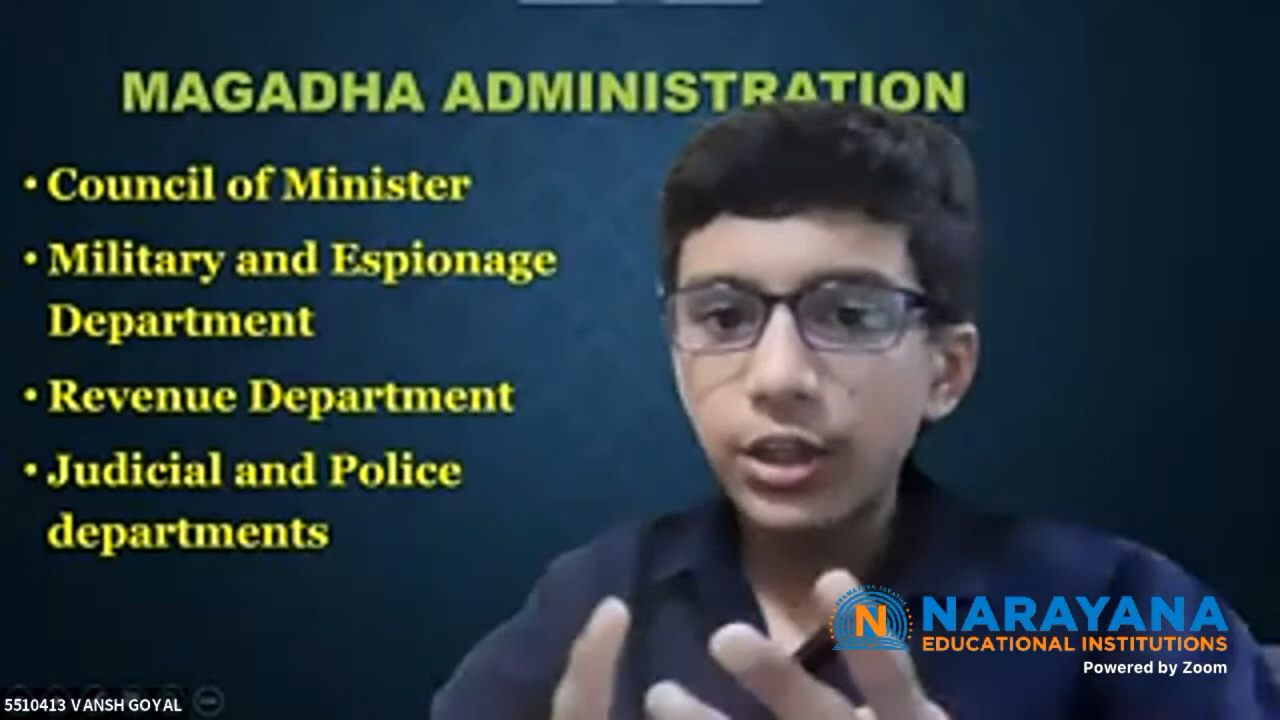 MAGADHA ADMINISTRATION
• Council of Minister
• Military and Espionage
Department
• Revenue Department
• Judicial and Police
departments
N NARAYANA
EDUCATIONAL INSTITUTIONS
Powered by Zoom
5510413 VANSH GOYAL